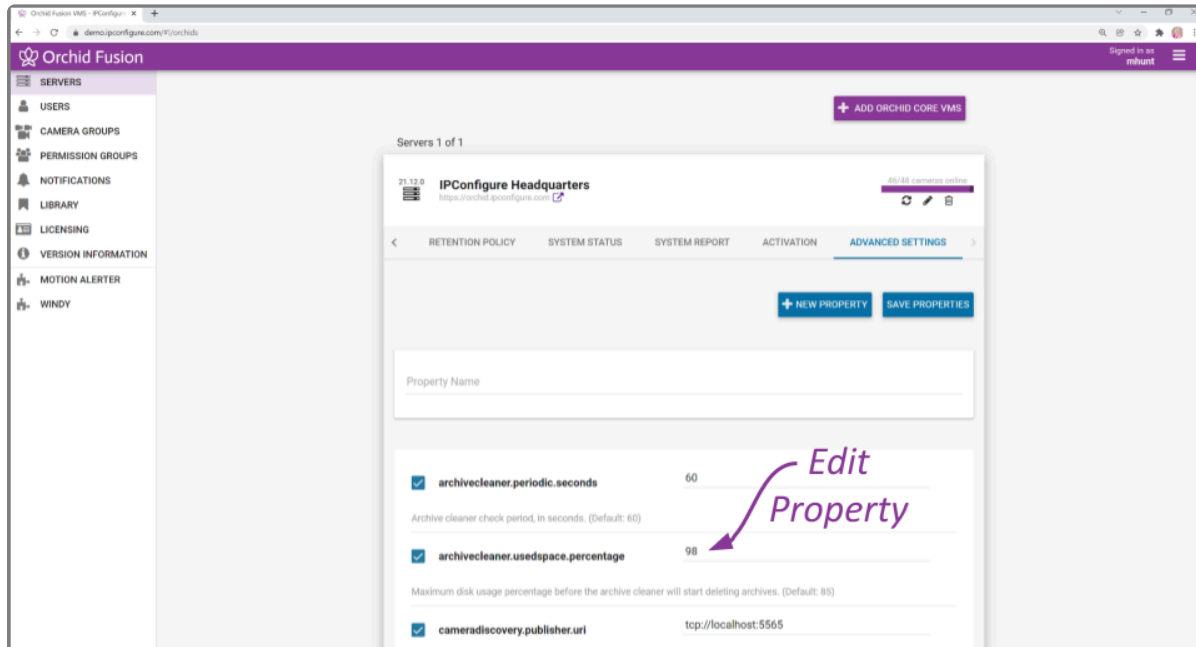 Orchid Fusion VMS - IPConfigur
demo.ipconfigure.com/#!/orchids
Orchid Fusion
Signed in as
mhunt
SERVERS
USERS
CAMERA GROUPS
PERMISSION GROUPS
NOTIFICATIONS
LIBRARY
LICENSING
VERSION INFORMATION
MOTION ALERTER
WINDY
+ ADD ORCHID CORE VMS
Servers 1 of 1
21.12.0
IPConfigure Headquarters
https://orchid.ipconfigure.com
46/48 cameras online
RETENTION POLICY SYSTEM STATUS SYSTEM REPORT ACTIVATION ADVANCED SETTINGS
+ NEW PROPERTY SAVE PROPERTIES
Property Name
Edit
Property
archivecleaner.periodic.seconds 60
Archive cleaner check period, in seconds. (Default: 60)
archivecleaner.usedspace.percentage 98
Maximum disk usage percentage before the archive cleaner will start deleting archives. (Default: 85)
cameradiscovery.publisher.uri tcp://localhost:5565